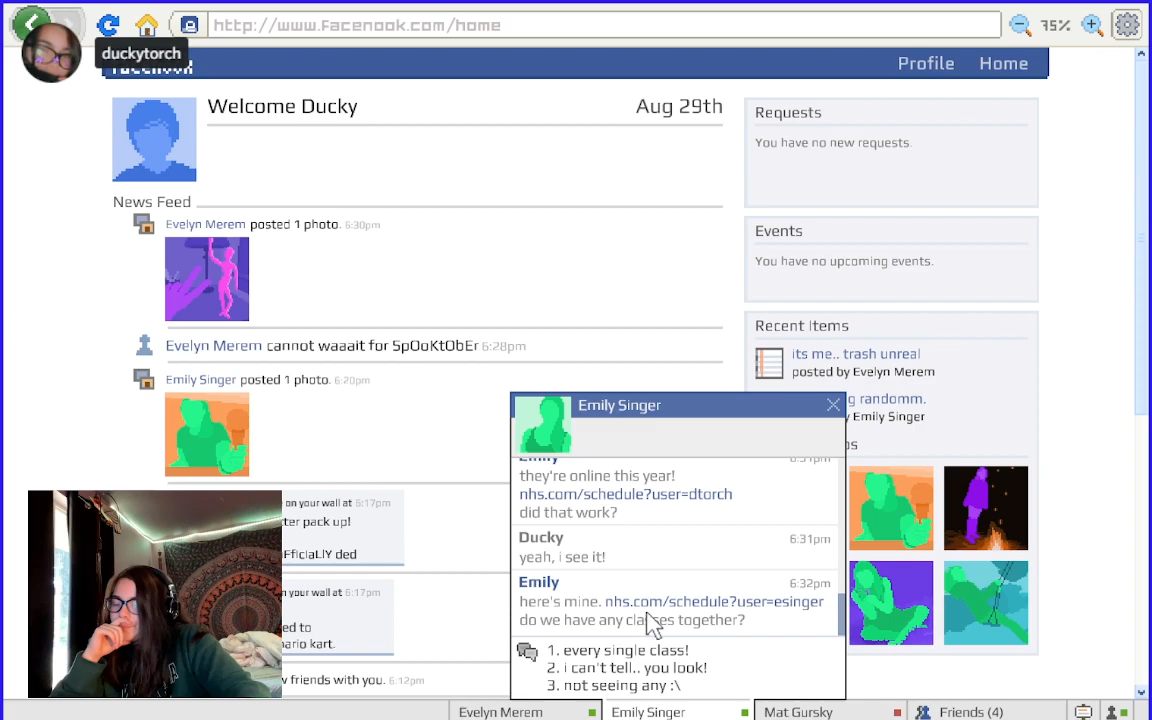 http://www.Facenook.com/home
75%
duckytorch
facenook
Profile Home
Welcome Ducky
Aug 29th
News Feed
Evelyn Merem posted 1 photo. 6:30pm
Evelyn Merem cannot waaait for SpOoKtObEr 6:28pm
Emily Singer posted 1 photo. 6:20pm
on your wall at 6:17pm
tter pack up!
FfIciaLlY ded
on your wall at 6:17pm
ed to
nario kart.
w friends with you. 6:12pm
Requests
You have no new requests.
Events
You have no upcoming events.
Recent Items
its me.. trash unreal
posted by Evelyn Merem
g randomm.
y Emily Singer
os
Emily Singer
Emily 6:31pm
they're online this year!
nhs.com/schedule?user=dtorch
did that work?
Ducky 6:31pm
yeah, i see it!
Emily 6:32pm
here's mine. nhs.com/schedule?user=esinger
do we have any classes together?
1. every single class!
2. i can't tell.. you look!
3. not seeing any :\
Evelyn Merem
Emily Singer
Mat Gursky
Friends (4)